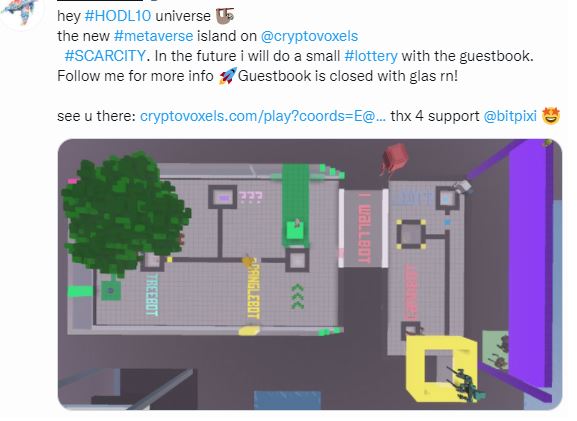 hey #HODL10 universe 🦥
the new #metaverse island on @cryptovoxels
#SCARCITY. In the future i will do a small #lottery with the guestbook.
Follow me for more info 🚀Guestbook is closed with glas rn!
see u there: cryptovoxels.com/play?coords=E@... thx 4 support @bitpixi 🤩
???
I WALLBOT
TREEBOT